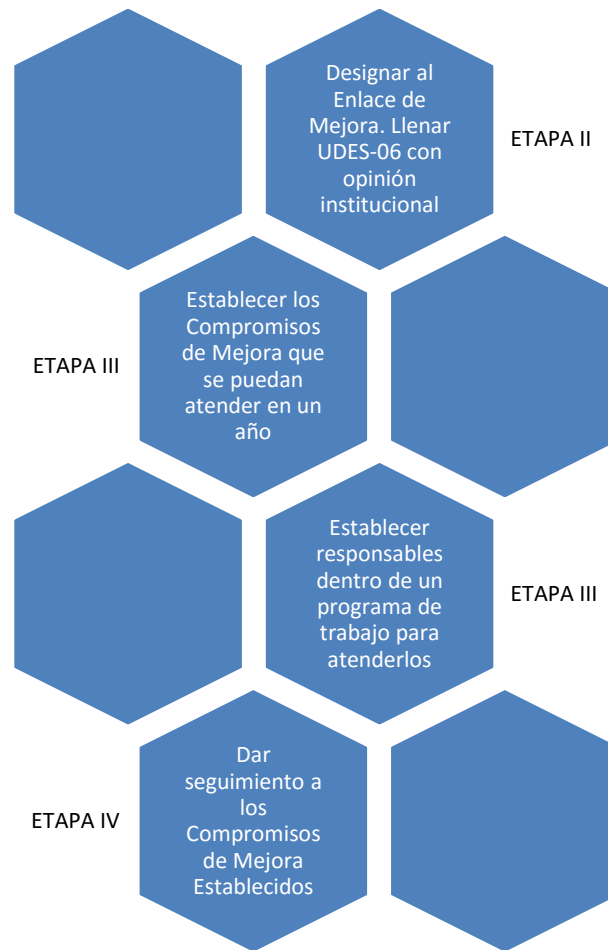 Designar al
Enlace de
Mejora. Llenar
UDES-06 con
opinión
institucional
ETAPA II
ETAPA III
Establecer los
Compromisos
de Mejora que
se puedan
atender en un
año
Establecer
responsables
dentro de un
programa de
trabajo para
atenderlos
ETAPA III
ETAPA IV
Dar
seguimiento a
los
Compromisos
de Mejora
Establecidos